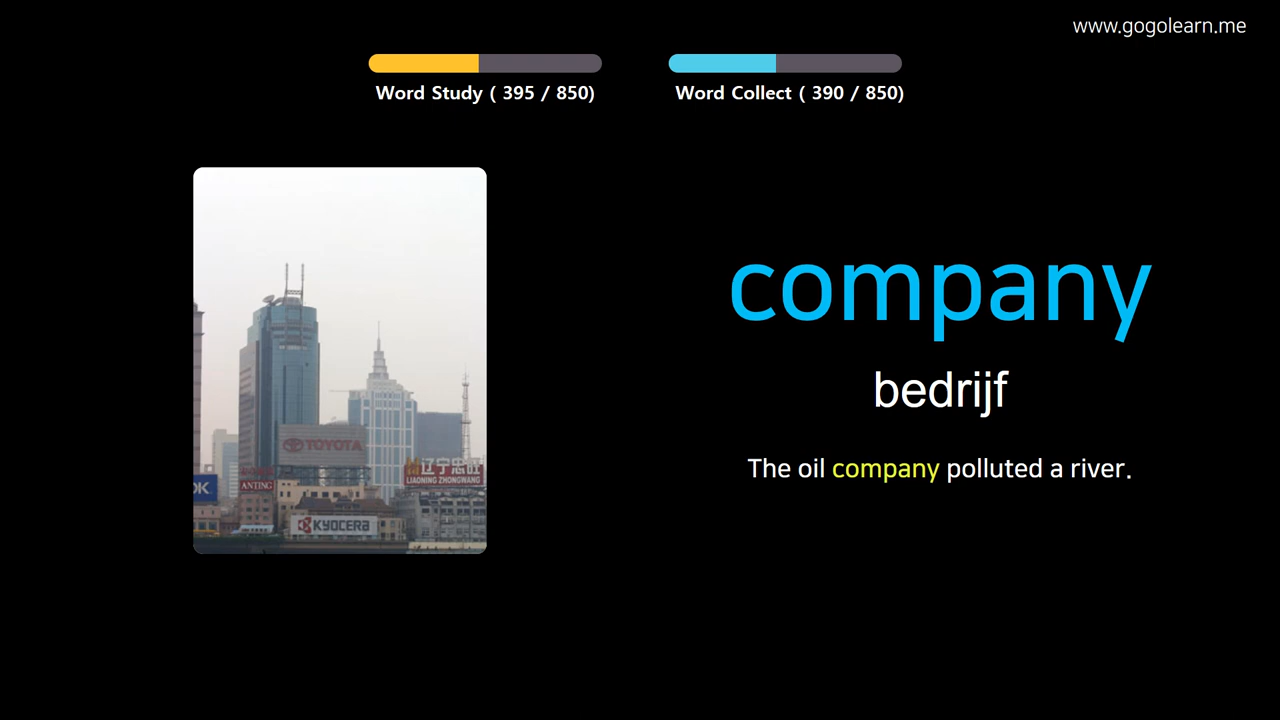 www.gogolearn.me
Word Study ( 395 / 850)
Word Collect ( 390 / 850)
company
bedrijf
The oil company polluted a river.
TOYOTA
辽宁忠旺
LIAONING ZHONGWANG
OK
ANTING
KYOCERA